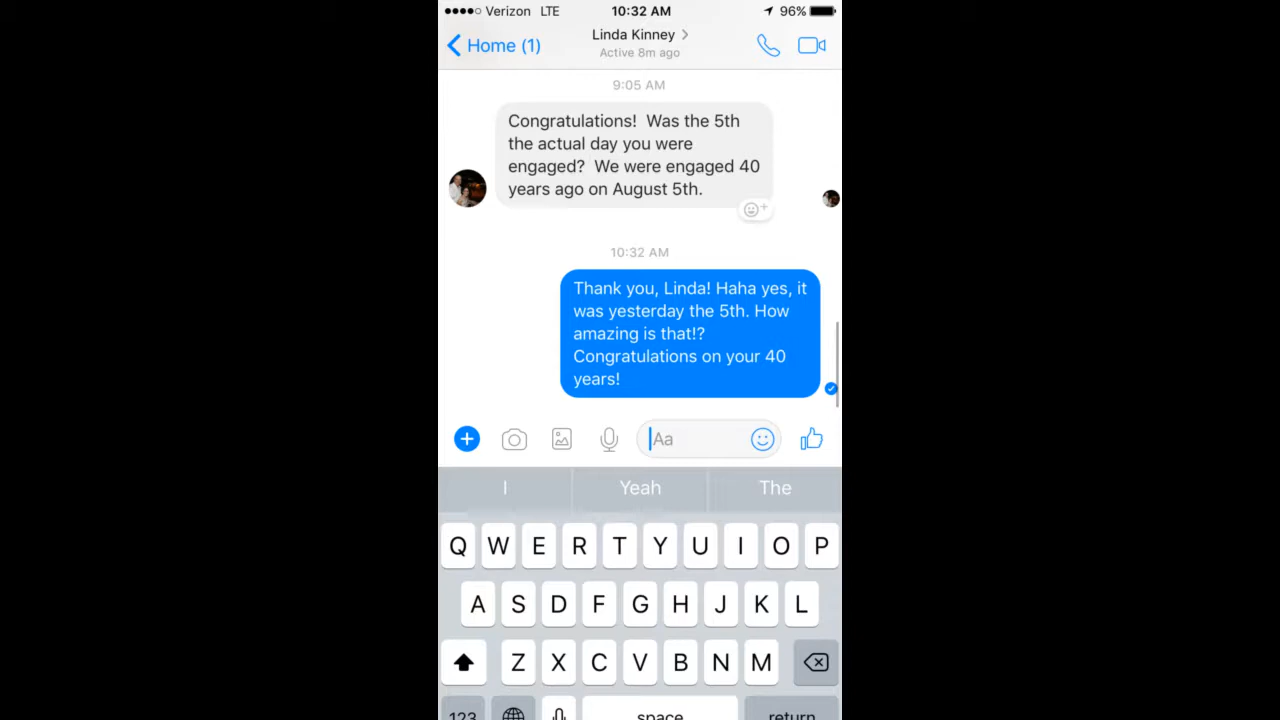 Verizon LTE 10:32 AM 96%
Home (1) Linda Kinney
Active 8m ago
9:05 AM
Congratulations! Was the 5th
the actual day you were
engaged? We were engaged 40
years ago on August 5th.
10:32 AM
Thank you, Linda! Haha yes, it
was yesterday the 5th. How
amazing is that!?
Congratulations on your 40
years!
Aa
I Yeah The
Q W E R T Y U I O P
A S D F G H J K L
Z X C V B N M
123 space return